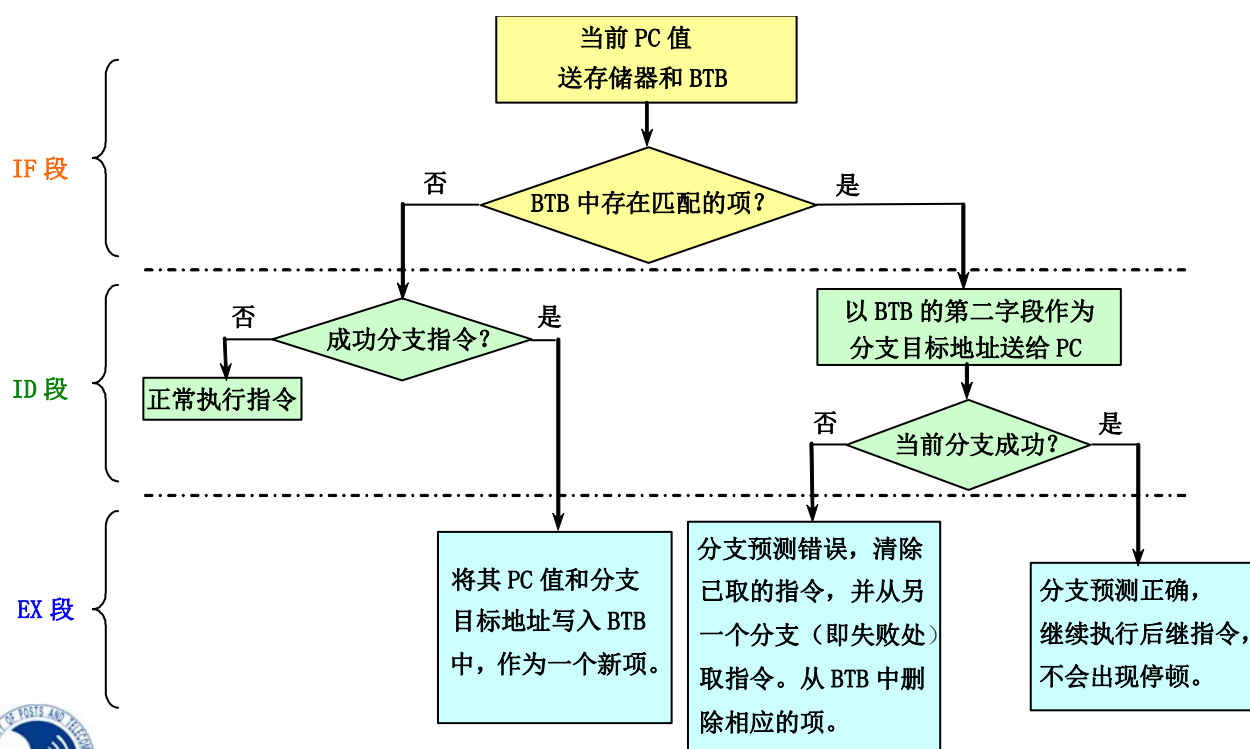 当前 PC 值
送存储器和 BTB
IF 段
否
BTB 中存在匹配的项？
是
否
成功分支指令？
是
以 BTB 的第二字段作为
分支目标地址送给 PC
ID 段
正常执行指令
否
当前分支成功？
是
EX 段
将其 PC 值和分支
目标地址写入 BTB
中，作为一个新项。
分支预测错误，清除
已取的指令，并从另
一个分支（即失败处）
取指令。从 BTB 中删
除相应的项。
分支预测正确，
继续执行后继指令，
不会出现停顿。
OF POSTS AND